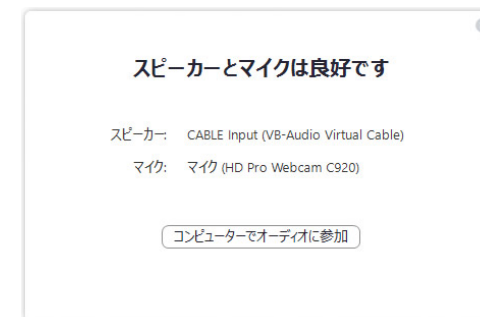 スピーカーとマイクは良好です
スピーカー: CABLE Input (VB-Audio Virtual Cable)
マイク: マイク (HD Pro Webcam C920)
コンピューターでオーディオに参加